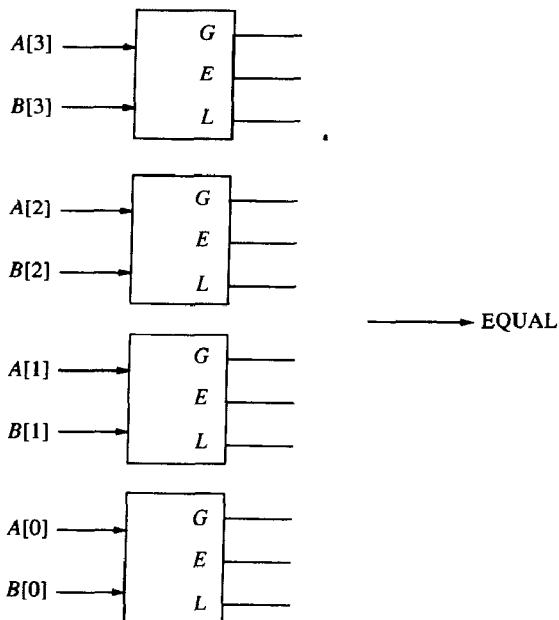 A[3] G
E
B[3] L
A[2] G
E
B[2] L
EQUAL
A[1] G
E
B[1] L
A[0] G
E
B[0] L